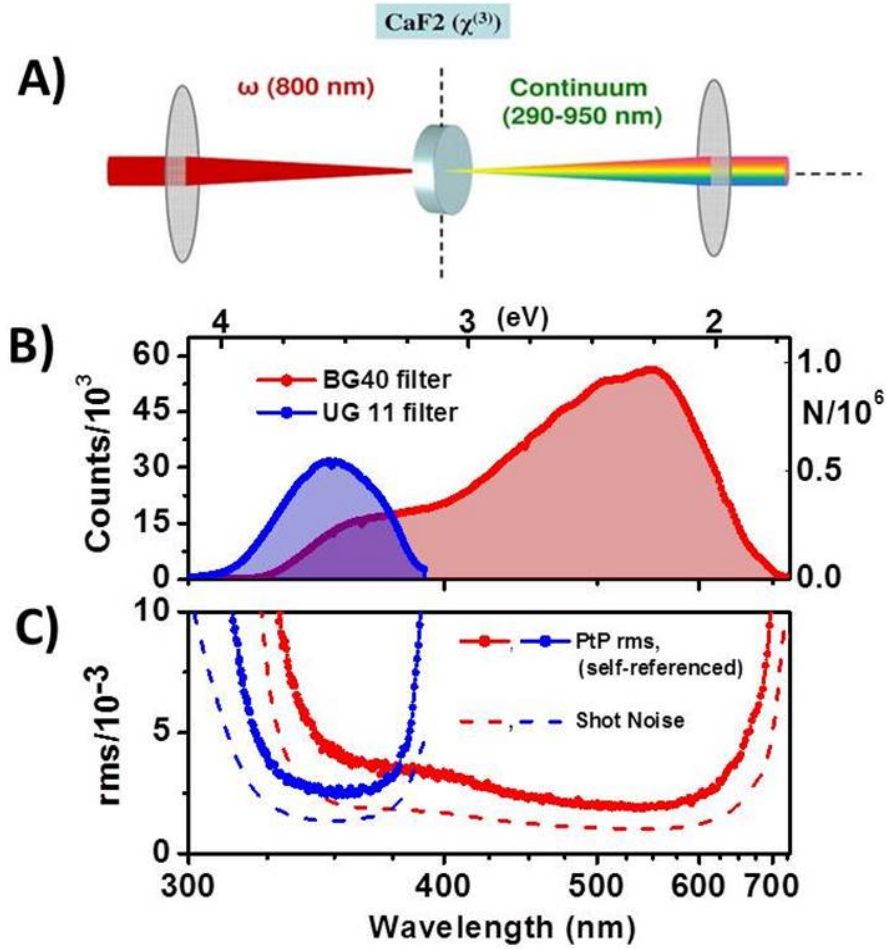 CaF2 (χ⁽³⁾)
A)
ω (800 nm)
Continuum
(290-950 nm)
B)
4
3
(eV)
2
60
45
30
15
0
Counts/10³
BG40 filter
UG 11 filter
1.0
0.5
0.0
N/10⁶
C)
10
5
0
rms/10⁻³
PtP rms,
(self-referenced)
Shot Noise
300
400
500
600
700
Wavelength (nm)